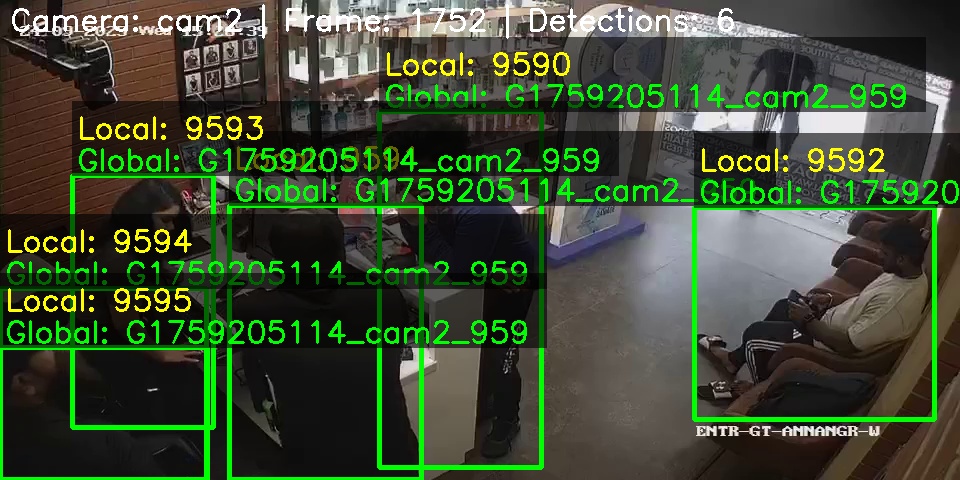 Camera: cam2 | Frame: 1752 | Detections: 6
Local: 9590
Global: G1759205114_cam2_959
Local: 9593
Global: G1759205114_cam2_959
Local: 9592
Global: G175920
Global: G1759205114_cam2_
Local: 9594
Global: G1759205114_cam2_959
Local: 9595
Global: G1759205114_cam2_959
ENTR-GT-ANNANGR-W